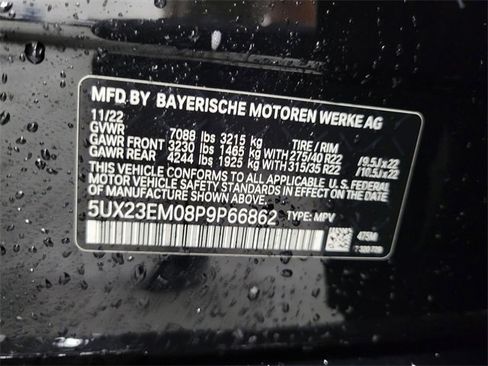 MFD BY BAYERISCHE MOTOREN WERKE AG
11/22
GVWR 7088 lbs 3215 kg TIRE / RIM
GAWR FRONT 3230 lbs 1465 kg WITH 275/40 R22 / 9.5Jx22
GAWR REAR 4244 lbs 1925 kg WITH 315/35 R22 / 10.5Jx22
THIS VEHICLE CONFORMS TO ALL APPLICABLE U.S. FEDERAL
MOTOR VEHICLE SAFETY STANDARDS IN EFFECT ON THE
DATE OF MANUFACTURE SHOWN ABOVE.
5UX23EM08P9P66862 TYPE: MPV
475M